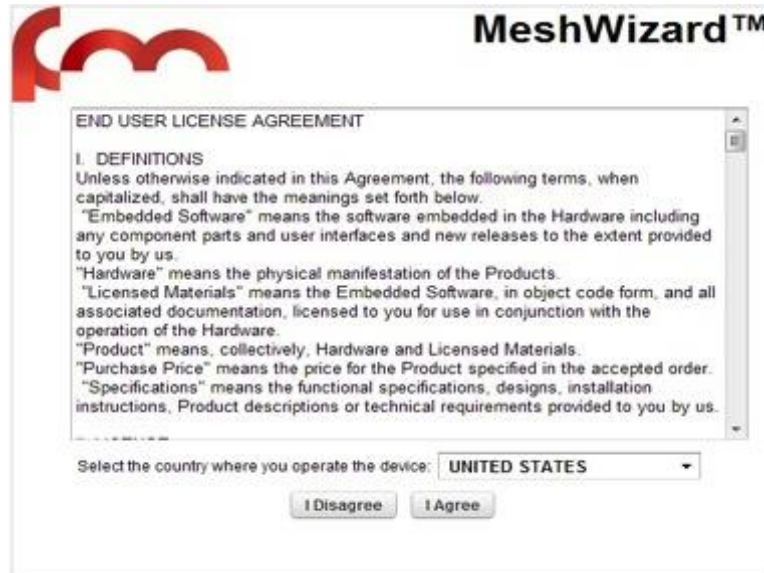 MeshWizard™
END USER LICENSE AGREEMENT
I. DEFINITIONS
Unless otherwise indicated in this Agreement, the following terms, when
capitalized, shall have the meanings set forth below.
"Embedded Software" means the software embedded in the Hardware including
any component parts and user interfaces and new releases to the extent provided
to you by us.
"Hardware" means the physical manifestation of the Products.
"Licensed Materials" means the Embedded Software, in object code form, and all
associated documentation, licensed to you for use in conjunction with the
operation of the Hardware.
"Product" means, collectively, Hardware and Licensed Materials.
"Purchase Price" means the price for the Product specified in the accepted order.
"Specifications" means the functional specifications, designs, installation
instructions, Product descriptions or technical requirements provided to you by us.
Select the country where you operate the device: UNITED STATES
I Disagree I Agree